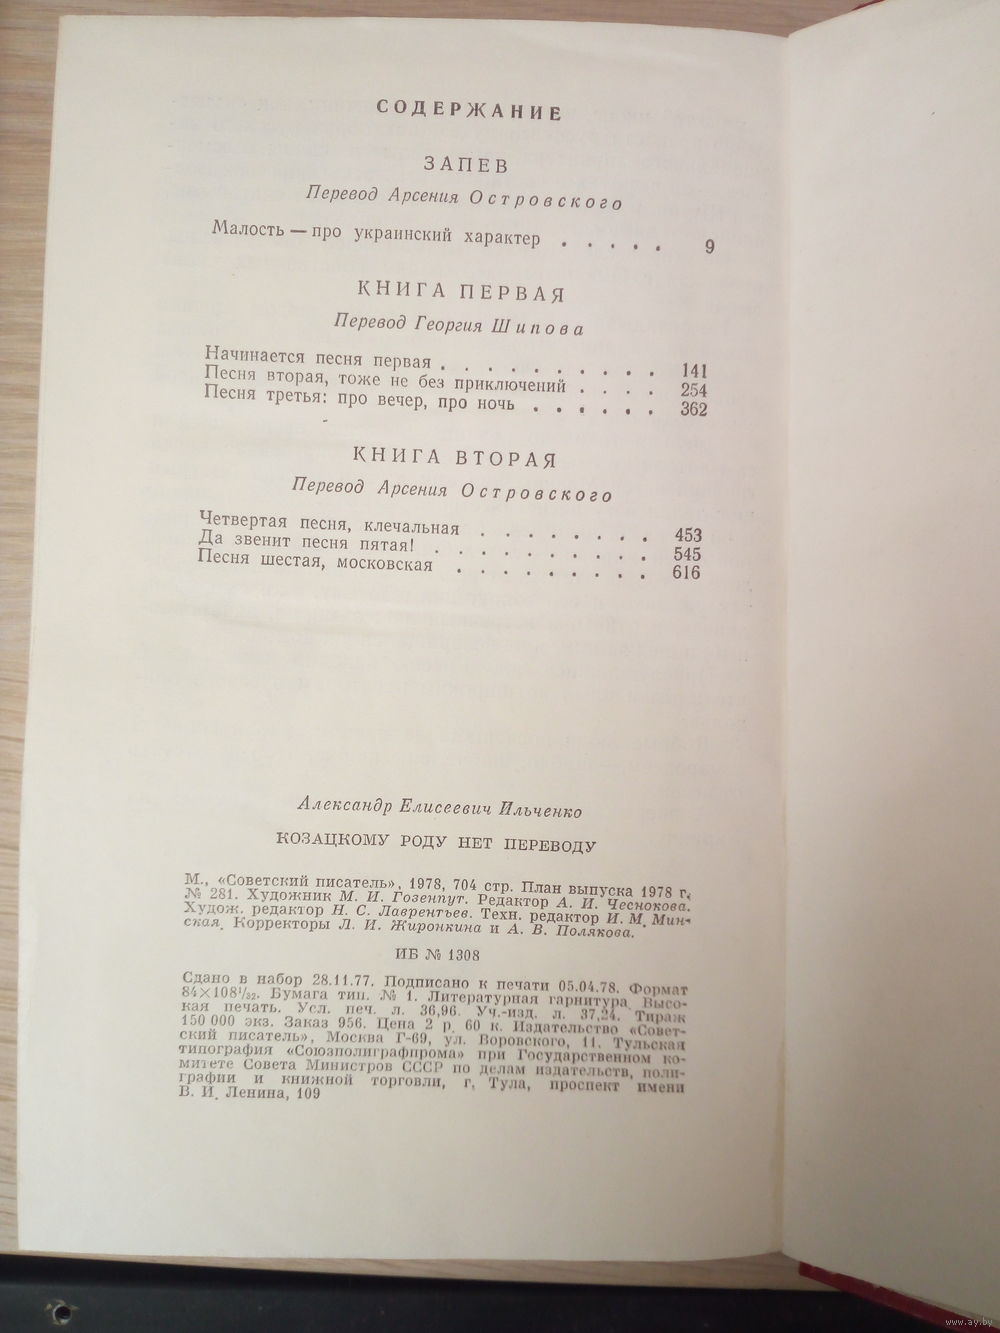 СОДЕРЖАНИЕ
ЗАПЕВ
Перевод Арсения Островского
Малость — про украинский характер . . . . . 9
КНИГА ПЕРВАЯ
Перевод Георгия Шипова
Начинается песня первая . . . . . . . . . . 141
Песня вторая, тоже не без приключений . . . . 254
Песня третья: про вечер, про ночь . . . . . . 362
КНИГА ВТОРАЯ
Перевод Арсения Островского
Четвертая песня, клечальная . . . . . . . . 453
Да звенит песня пятая! . . . . . . . . . . 545
Песня шестая, московская . . . . . . . . . 616
Александр Елисеевич Ильченко
КОЗАЦКОМУ РОДУ НЕТ ПЕРЕВОДУ
М., «Советский писатель», 1978, 704 стр. План выпуска 1978 г.
№ 281. Художник М. И. Гозенпут. Редактор А. И. Чеснокова.
Худож. редактор Н. С. Лаврентьев. Техн. редактор И. М. Мин-
ская. Корректоры Л. И. Жиронкина и А. В. Полякова.
ИБ № 1308
Сдано в набор 28.11.77. Подписано к печати 05.04.78. Формат
84×108¹/₃₂. Бумага тип. № 1. Литературная гарнитура. Высо-
кая печать. Усл. печ. л. 36,96. Уч.-изд. л. 37,24. Тираж
150 000 экз. Заказ 956. Цена 2 р. 60 к. Издательство «Совет-
ский писатель», Москва Г-69, ул. Воровского, 11. Тульская
типография «Союзполиграфпрома» при Государственном ко-
митете Совета Министров СССР по делам издательств, поли-
графии и книжной торговли, г. Тула, проспект имени
В. И. Ленина, 109
www.ay.by